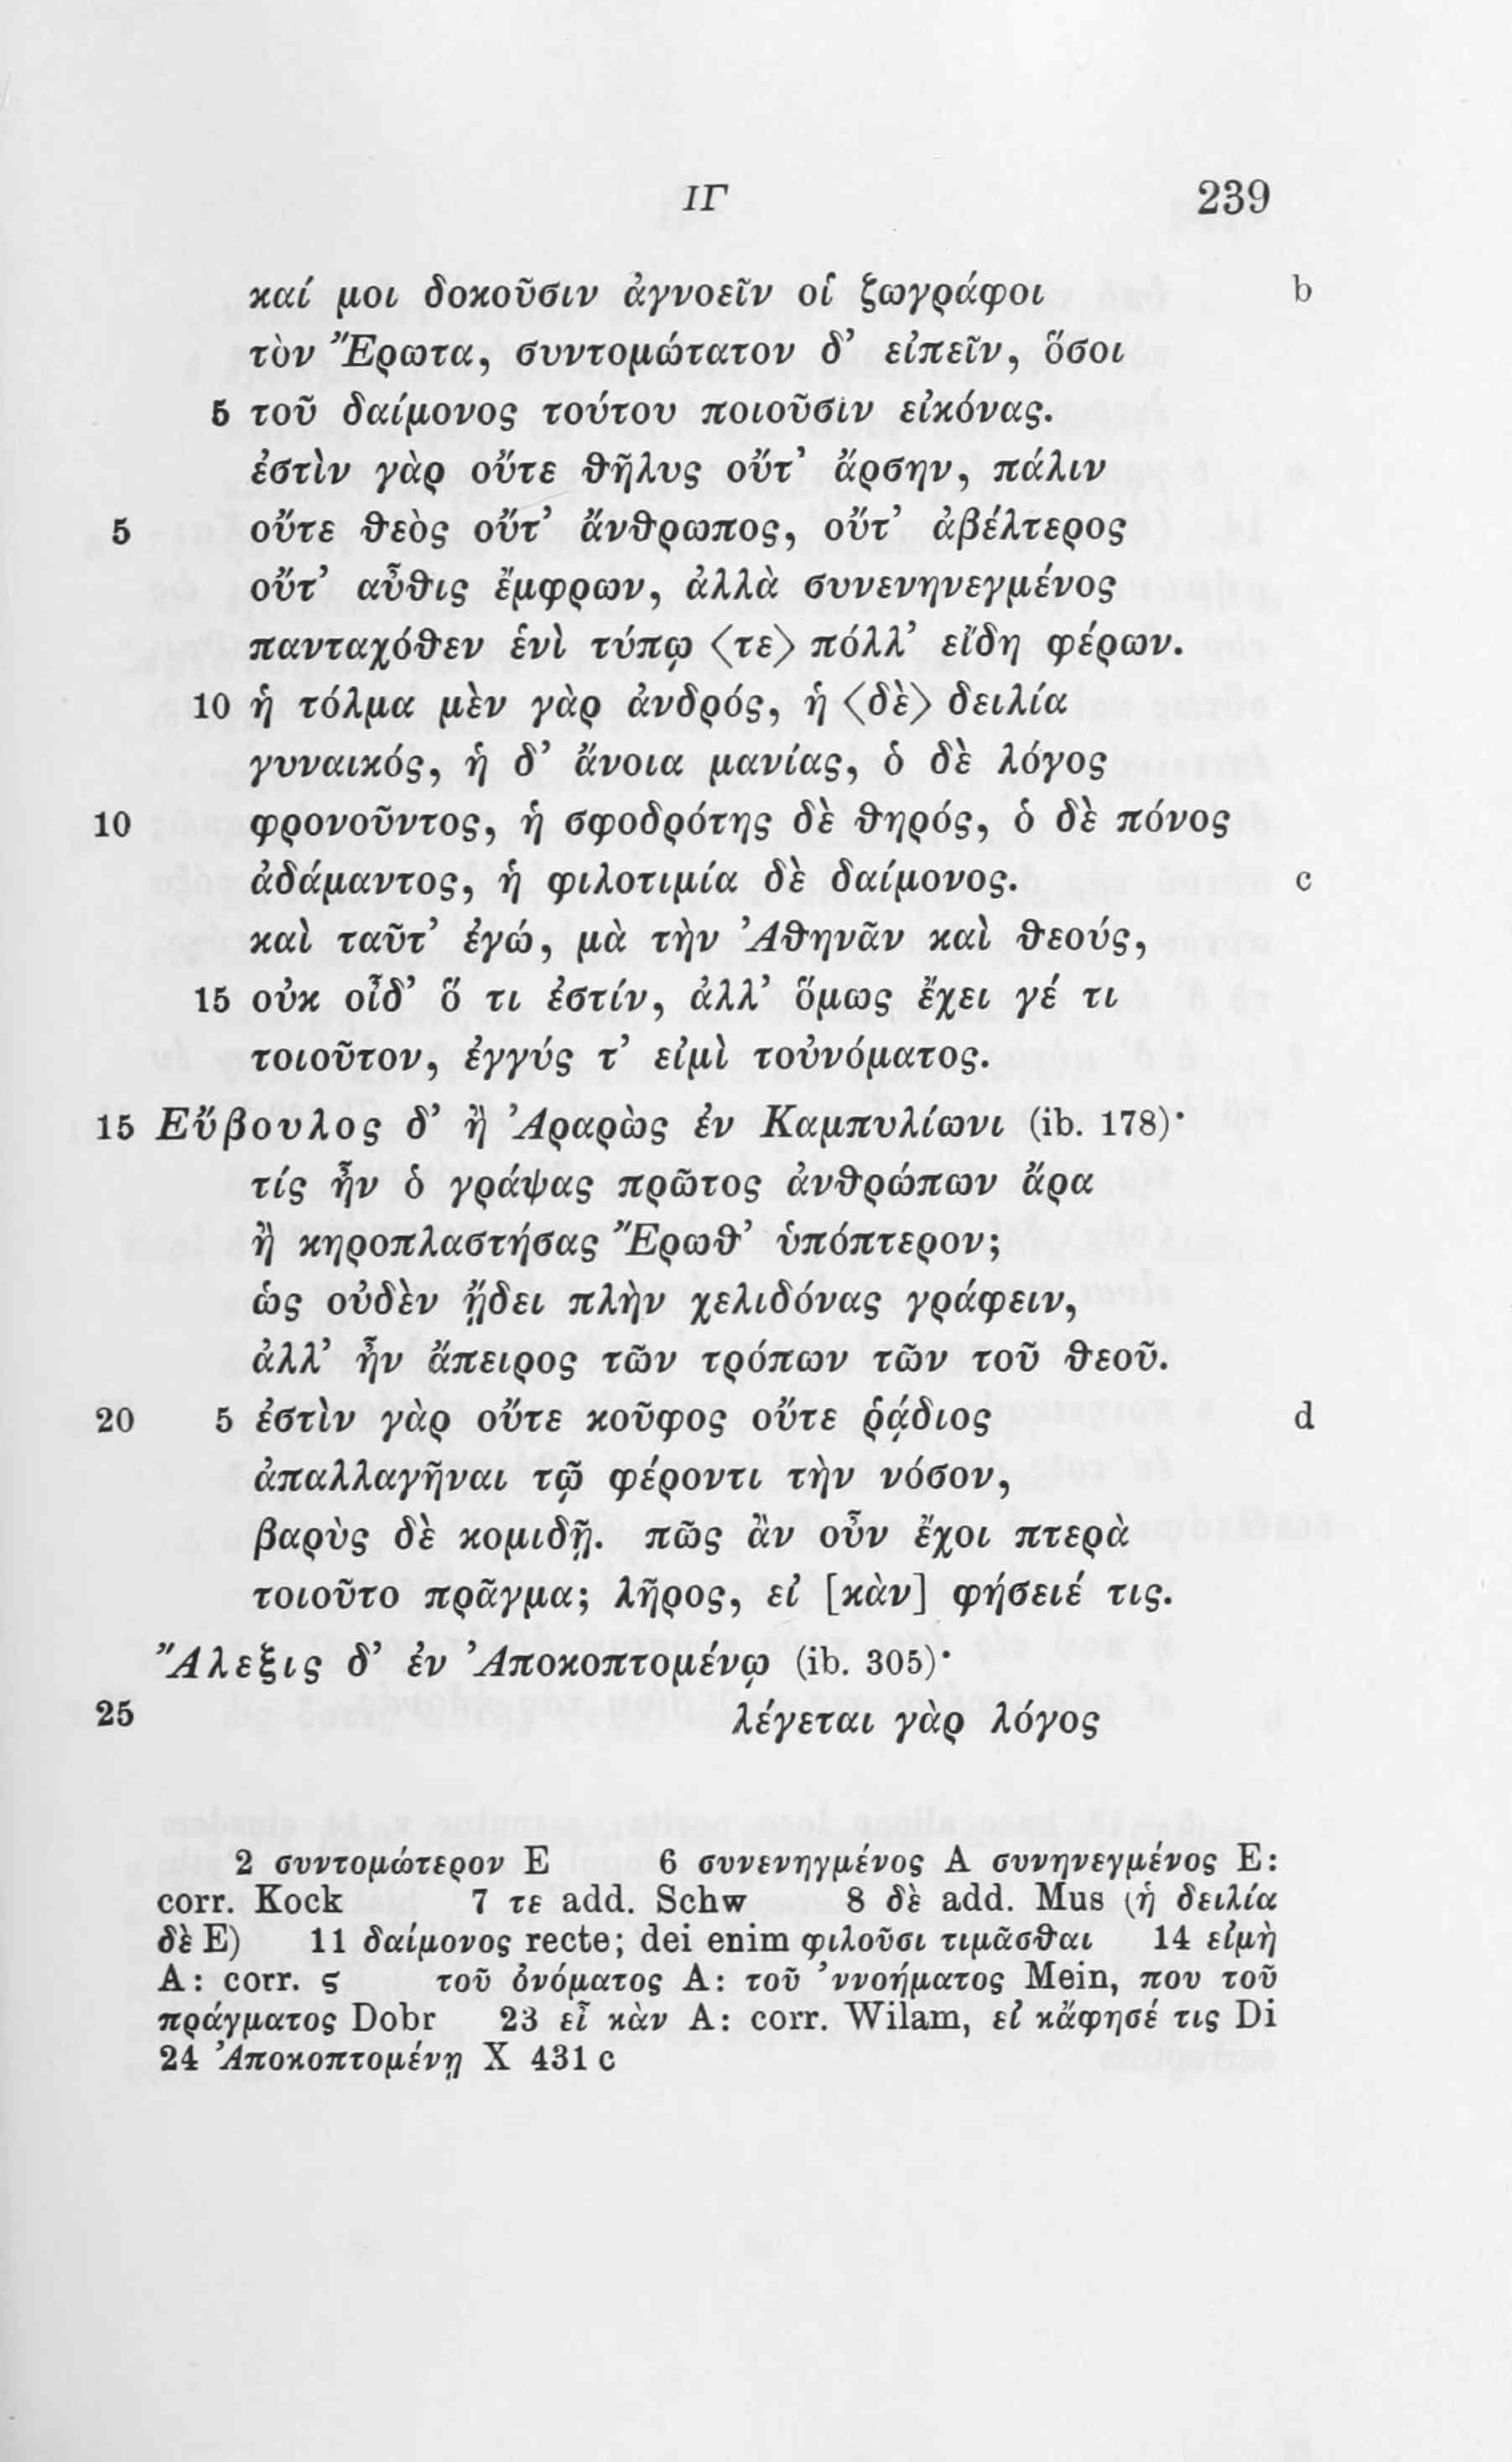 ΙΓ 239
καί μοι δοκοῦσιν ἀγνοεῖν οἱ ζωγράφοι b
τὸν Ἔρωτα, συντομώτατον δ’ εἰπεῖν, ὅσοι
5 τοῦ δαίμονος τούτου ποιοῦσιν εἰκόνας.
ἐστὶν γὰρ οὔτε θῆλυς οὔτ’ ἄρσην, πάλιν
5 οὔτε θεὸς οὔτ’ ἄνθρωπος, οὔτ’ ἀβέλτερος
οὔτ’ αὖθις ἔμφρων, ἀλλὰ συνενηνεγμένος
πανταχόθεν ἑνὶ τύπῳ ⟨τε⟩ πόλλ’ εἴδη φέρων.
10 ἡ τόλμα μὲν γὰρ ἀνδρός, ἡ ⟨δὲ⟩ δειλία
γυναικός, ἡ δ’ ἄνοια μανίας, ὁ δὲ λόγος
10 φρονοῦντος, ἡ σφοδρότης δὲ θηρός, ὁ δὲ πόνος
ἀδάμαντος, ἡ φιλοτιμία δὲ δαίμονος. c
καὶ ταῦτ’ ἐγώ, μὰ τὴν Ἀθηνᾶν καὶ θεούς,
15 οὐκ οἶδ’ ὅ τι ἐστίν, ἀλλ’ ὅμως ἔχει γέ τι
τοιοῦτον, ἐγγύς τ’ εἰμὶ τοὐνόματος.
15 Εὔβουλος δ’ ἢ Ἀραρὼς ἐν Καμπυλίωνι (ib. 178)·
τίς ἦν ὁ γράψας πρῶτος ἀνθρώπων ἄρα
ἢ κηροπλαστήσας Ἔρωθ’ ὑπόπτερον;
ὡς οὐδὲν ᾔδει πλὴν χελιδόνας γράφειν,
ἀλλ’ ἦν ἄπειρος τῶν τρόπων τῶν τοῦ θεοῦ.
20 5 ἐστὶν γὰρ οὔτε κοῦφος οὔτε ῥᾴδιος d
ἀπαλλαγῆναι τῷ φέροντι τὴν νόσον,
βαρὺς δὲ κομιδῇ. πῶς ἂν οὖν ἔχοι πτερὰ
τοιοῦτο πρᾶγμα; λῆρος, εἰ [κὰν] φήσειέ τις.
Ἄλεξις δ’ ἐν Ἀποκοπτομένῳ (ib. 305)·
25 λέγεται γὰρ λόγος
2 συντομώτερον E 6 συνενηγμένος A συνηνεγμένος E:
corr. Kock 7 τε add. Schw 8 δὲ add. Mus (ἡ δειλία
δὲ E) 11 δαίμονος recte; dei enim φιλοῦσι τιμᾶσθαι 14 εἰμὴ
A: corr. ς τοῦ ὀνόματος A: τοῦ ’ννοήματος Mein, που τοῦ
πράγματος Dobr 23 εἶ κὰν A: corr. Wilam, εἰ κἄφησέ τις Di
24 Ἀποκοπτομένῃ X 431 c